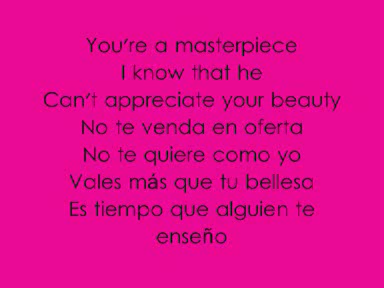 You're a masterpiece
I know that he
Can't appreciate your beauty
No te venda en oferta
No te quiere como yo
Vales más que tu bellesa
Es tiempo que alguien te
enseño